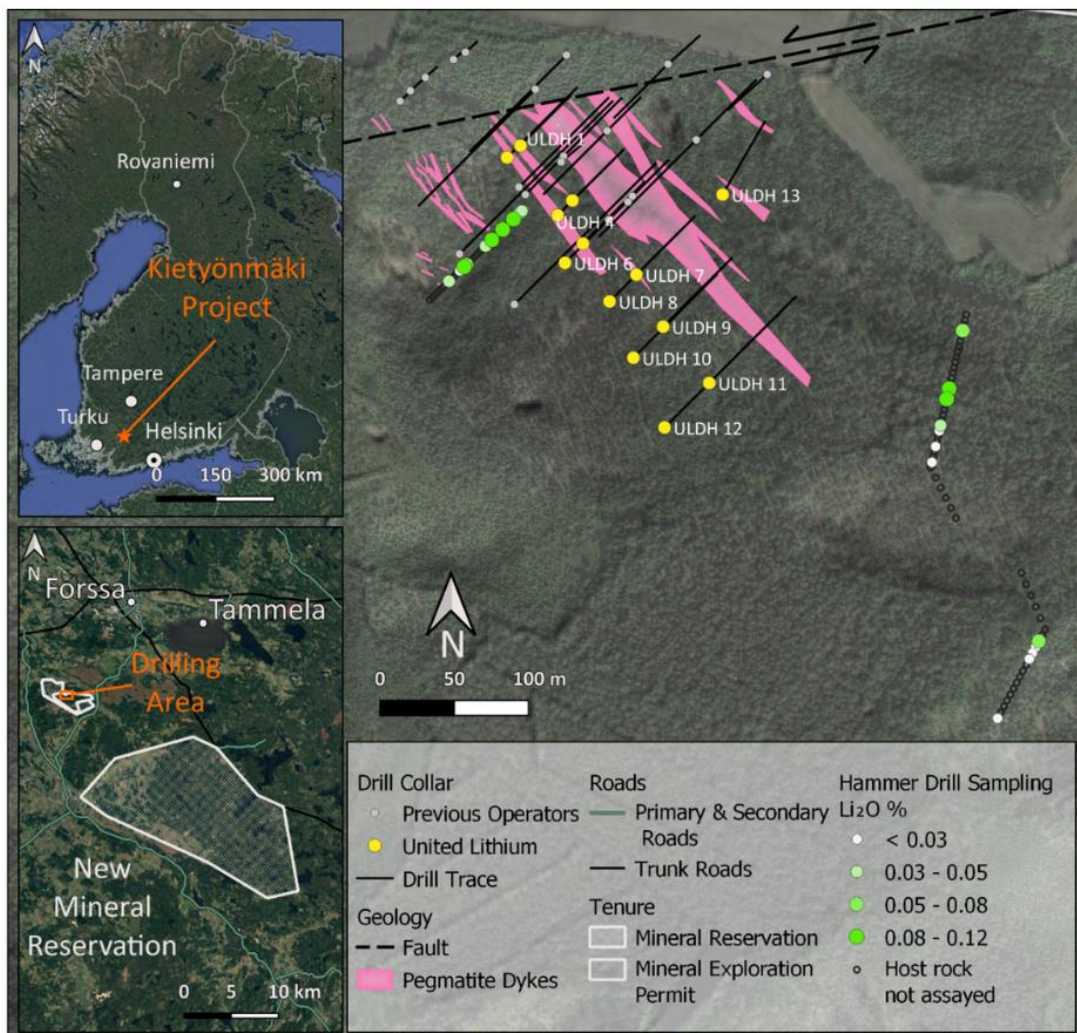 N
Rovaniemi
Kietyönmäki
Project
Tampere
Turku
Helsinki
0 150 300 km
N
Forssa
Tammela
Drilling
Area
New
Mineral
Reservation
0 5 10 km
ULDH 1
ULDH 13
ULDH 4
ULDH 6
ULDH 7
ULDH 8
ULDH 9
ULDH 10
ULDH 11
ULDH 12
N
0 50 100 m
Drill Collar
Previous Operators
United Lithium
Drill Trace
Geology
Fault
Pegmatite Dykes
Roads
Primary & Secondary
Roads
Trunk Roads
Tenure
Mineral Reservation
Mineral Exploration
Permit
Hammer Drill Sampling
Li₂O %
< 0.03
0.03 - 0.05
0.05 - 0.08
0.08 - 0.12
Host rock
not assayed